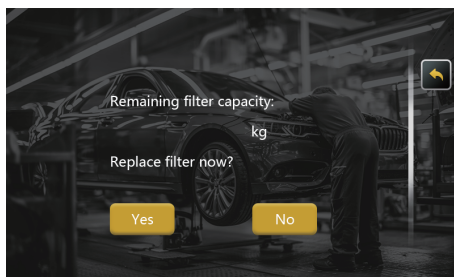 Remaining filter capacity:
kg
Replace filter now?
Yes
No